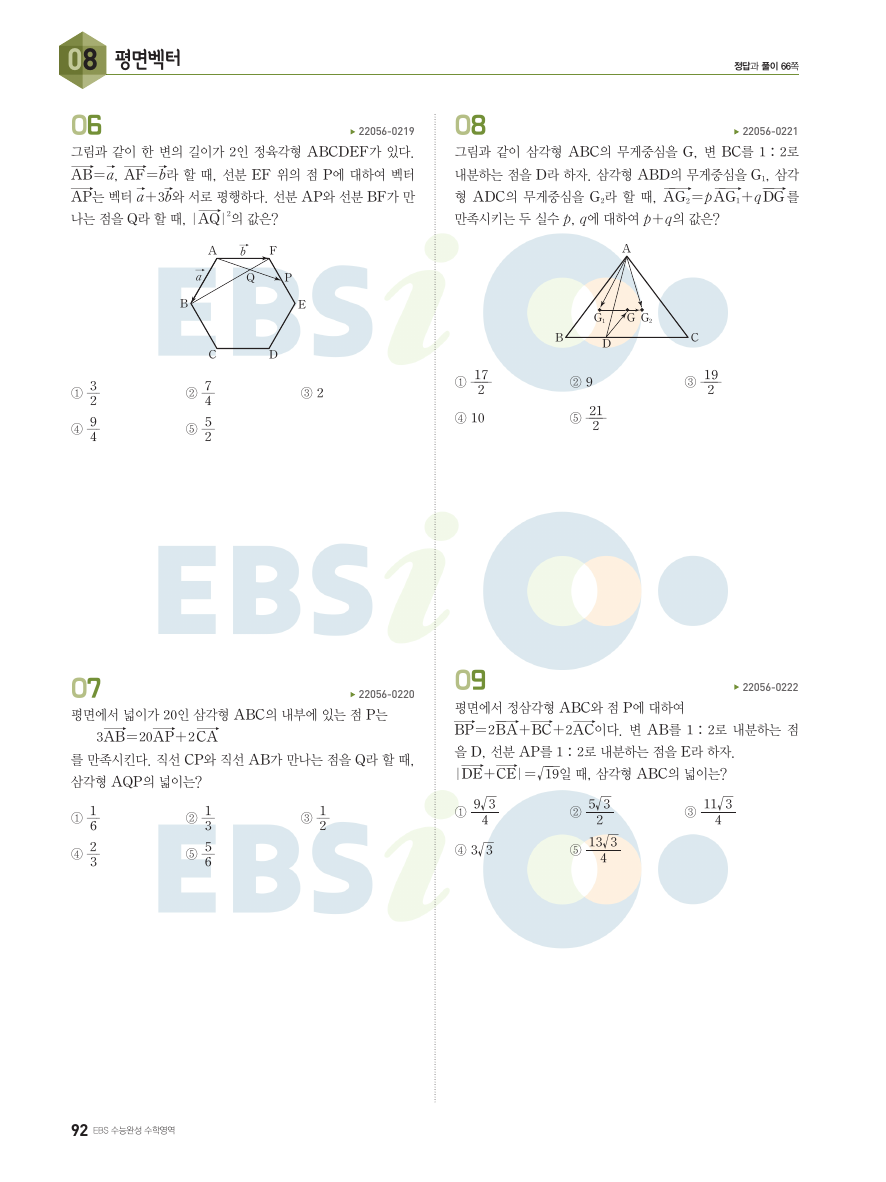 08 평면벡터
정답과 풀이 66쪽
06
▶ 22056-0219
그림과 같이 한 변의 길이가 2인 정육각형 ABCDEF가 있다.
$\overrightarrow{AB}=\vec{a}$, $\overrightarrow{AF}=\vec{b}$라 할 때, 선분 EF 위의 점 P에 대하여 벡터
$\overrightarrow{AP}$는 벡터 $\vec{a}+3\vec{b}$와 서로 평행하다. 선분 AP와 선분 BF가 만
나는 점을 Q라 할 때, $|\overrightarrow{AQ}|^2$의 값은?
A $\vec{b}$ F
$\vec{a}$ Q P
B E
C D
① $\frac{3}{2}$ ② $\frac{7}{4}$ ③ 2
④ $\frac{9}{4}$ ⑤ $\frac{5}{2}$
07
▶ 22056-0220
평면에서 넓이가 20인 삼각형 ABC의 내부에 있는 점 P는
$3\overrightarrow{AB}=20\overrightarrow{AP}+2\overrightarrow{CA}$
를 만족시킨다. 직선 CP와 직선 AB가 만나는 점을 Q라 할 때,
삼각형 AQP의 넓이는?
① $\frac{1}{6}$ ② $\frac{1}{3}$ ③ $\frac{1}{2}$
④ $\frac{2}{3}$ ⑤ $\frac{5}{6}$
08
▶ 22056-0221
그림과 같이 삼각형 ABC의 무게중심을 G, 변 BC를 1：2로
내분하는 점을 D라 하자. 삼각형 ABD의 무게중심을 G₁, 삼각
형 ADC의 무게중심을 G₂라 할 때, $\overrightarrow{AG_2}=p\overrightarrow{AG_1}+q\overrightarrow{DG}$를
만족시키는 두 실수 p, q에 대하여 p+q의 값은?
A
G₁ G G₂
B D C
① $\frac{17}{2}$ ② 9 ③ $\frac{19}{2}$
④ 10 ⑤ $\frac{21}{2}$
09
▶ 22056-0222
평면에서 정삼각형 ABC와 점 P에 대하여
$\overrightarrow{BP}=2\overrightarrow{BA}+\overrightarrow{BC}+2\overrightarrow{AC}$이다. 변 AB를 1：2로 내분하는 점
을 D, 선분 AP를 1：2로 내분하는 점을 E라 하자.
$|\overrightarrow{DE}+\overrightarrow{CE}|=\sqrt{19}$일 때, 삼각형 ABC의 넓이는?
① $\frac{9\sqrt{3}}{4}$ ② $\frac{5\sqrt{3}}{2}$ ③ $\frac{11\sqrt{3}}{4}$
④ $3\sqrt{3}$ ⑤ $\frac{13\sqrt{3}}{4}$
EBSi
EBSi
EBSi
92 EBS 수능완성 수학영역